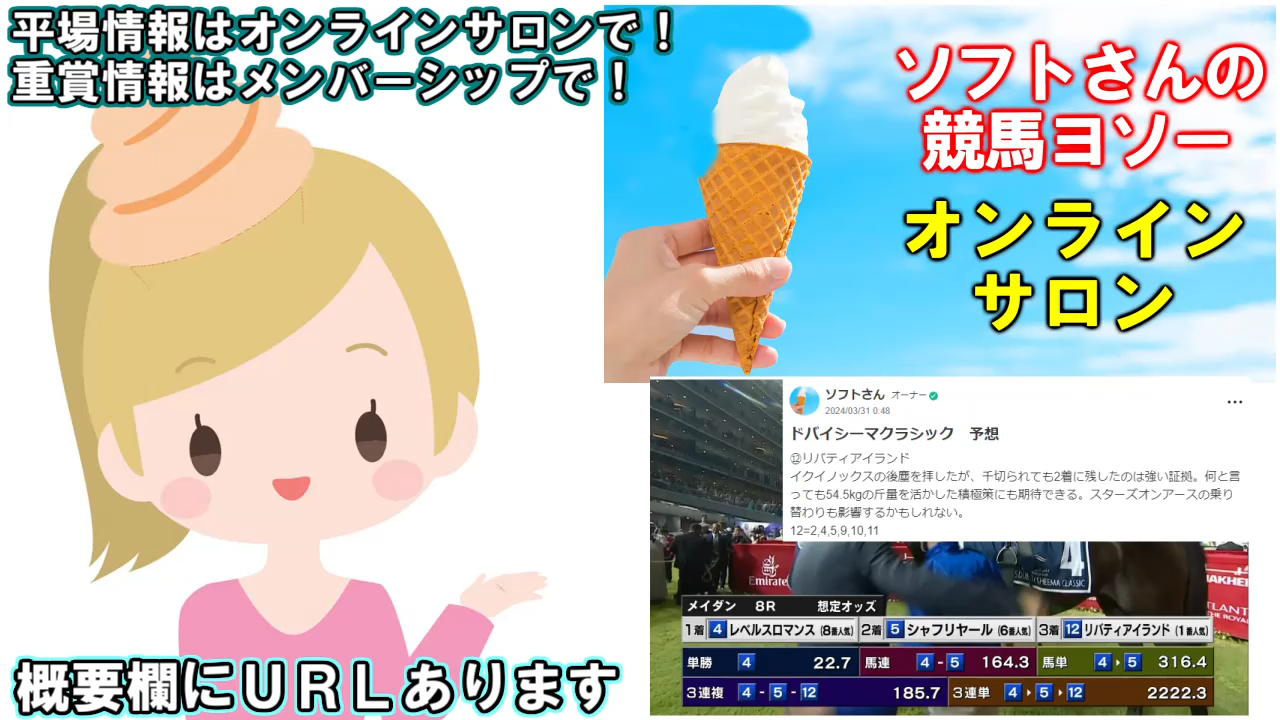 平場情報はオンラインサロンで！
重賞情報はメンバーシップで！
ソフトさんの
競馬ヨソー
オンライン
サロン
ソフトさん オーナー
2024/03/31 0:48
ドバイシーマクラシック 予想
⑫リバティアイランド
イクイノックスの後塵を拝したが、千切られても2着に残したのは強い証拠。何と言
っても54.5kgの斤量を活かした積極策にも期待できる。スターズオンアースの乗り
替わりも影響するかもしれない。
12=2,4,5,9,10,11
4
SHEEMA CLASSIC
Emirate
ATLANT
THE ROYAL
メイダン 8R 想定オッズ
1着 4 レベルスロマンス (8番人気) 2着 5 シャフリヤール (6番人気) 3着 12 リバティアイランド (1番人気)
単勝 4 22.7 馬連 4 - 5 164.3 馬単 4 ▸ 5 316.4
3連複 4 - 5 - 12 185.7 3連単 4 ▸ 5 ▸ 12 2222.3
概要欄にＵＲＬあります